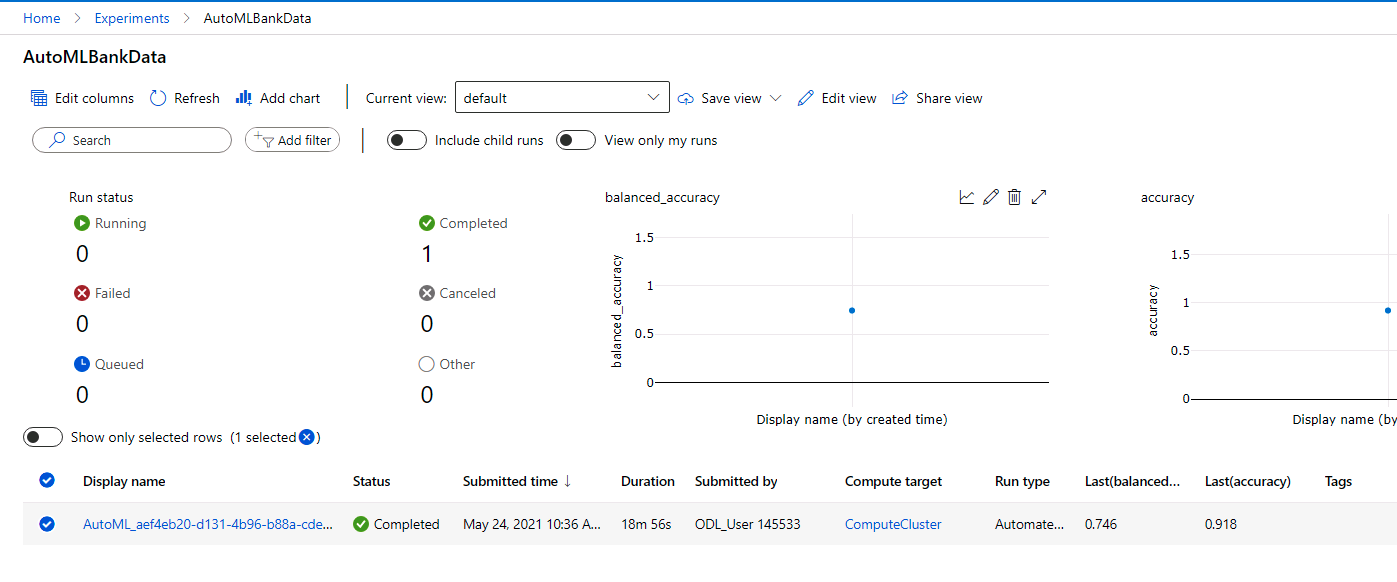 Home > Experiments > AutoMLBankData
AutoMLBankData
Edit columns Refresh Add chart Current view: default Save view Edit view Share view
Search Add filter Include child runs View only my runs
Run status
Running Completed
0 1
Failed Canceled
0 0
Queued Other
0 0
balanced_accuracy
balanced_accuracy
1.5
1
0.5
0
Display name (by created time)
accuracy
accuracy
1.5
1
0.5
0
Display name (by
Show only selected rows (1 selected )
Display name Status Submitted time ↓ Duration Submitted by Compute target Run type Last(balanced... Last(accuracy) Tags
AutoML_aef4eb20-d131-4b96-b88a-cde... Completed May 24, 2021 10:36 A... 18m 56s ODL_User 145533 ComputeCluster Automate... 0.746 0.918